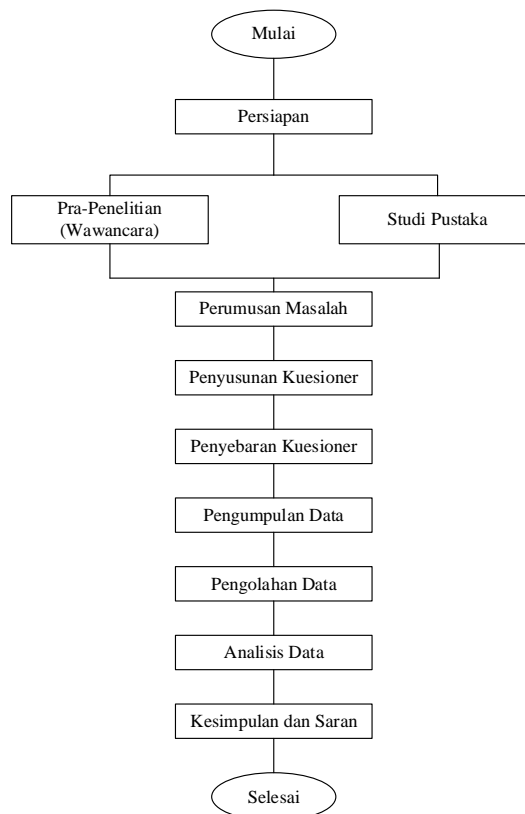 Mulai
Persiapan
Pra-Penelitian
(Wawancara)
Studi Pustaka
Perumusan Masalah
Penyusunan Kuesioner
Penyebaran Kuesioner
Pengumpulan Data
Pengolahan Data
Analisis Data
Kesimpulan dan Saran
Selesai